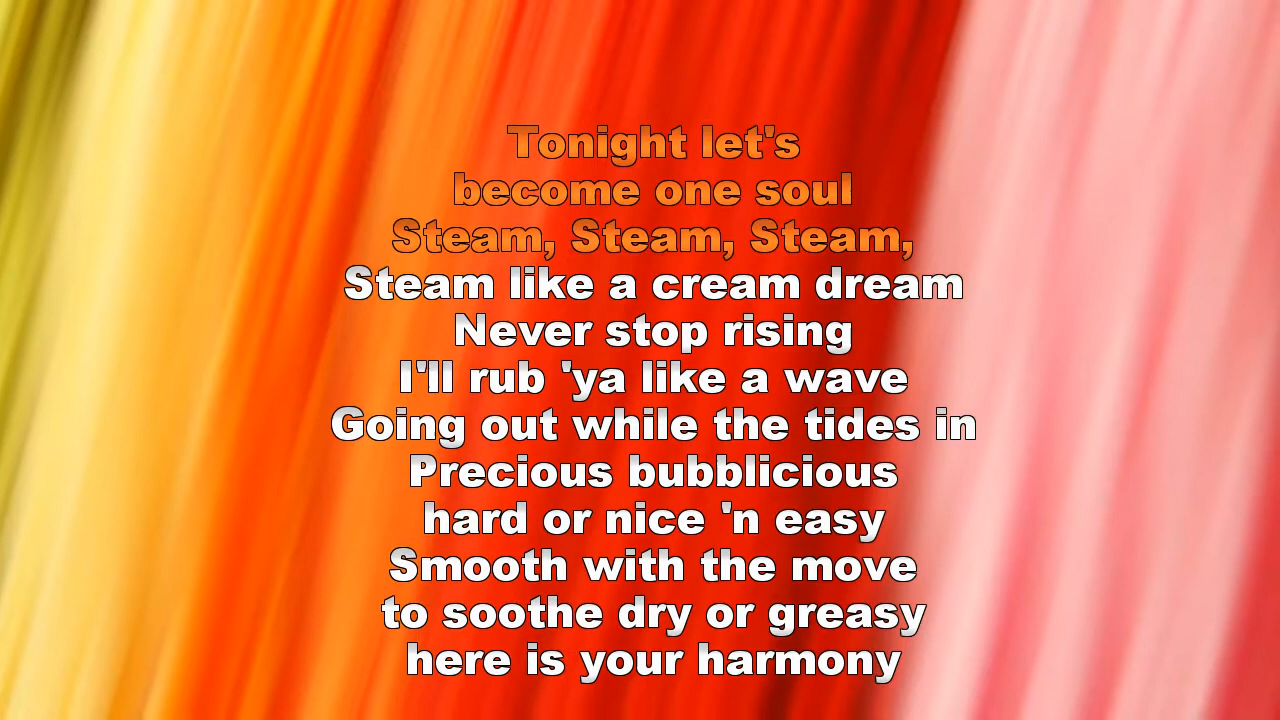 Tonight let's
become one soul
Steam, Steam, Steam,
Steam like a cream dream
Never stop rising
I'll rub 'ya like a wave
Going out while the tides in
Precious bubblicious
hard or nice 'n easy
Smooth with the move
to soothe dry or greasy
here is your harmony